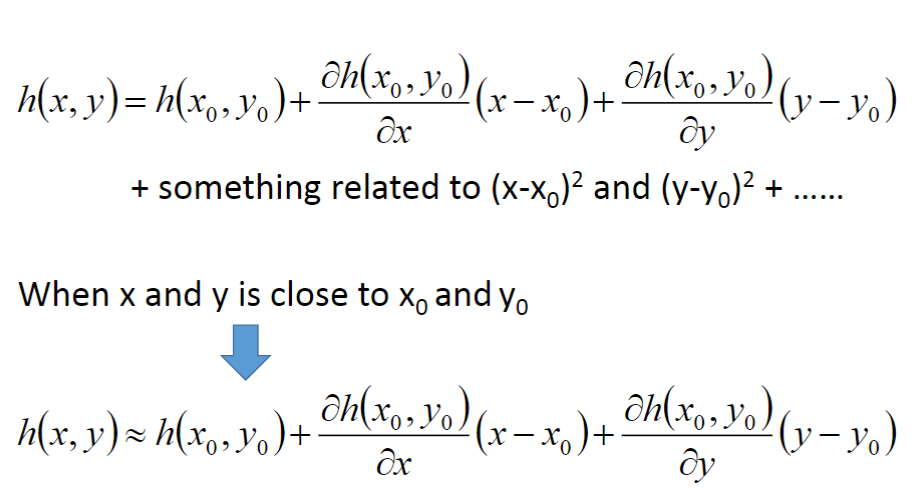 h(x, y) = h(x₀, y₀) + ∂h(x₀, y₀)/∂x (x − x₀) + ∂h(x₀, y₀)/∂y (y − y₀)
+ something related to (x-x₀)² and (y-y₀)² + ……
When x and y is close to x₀ and y₀
h(x, y) ≈ h(x₀, y₀) + ∂h(x₀, y₀)/∂x (x − x₀) + ∂h(x₀, y₀)/∂y (y − y₀)